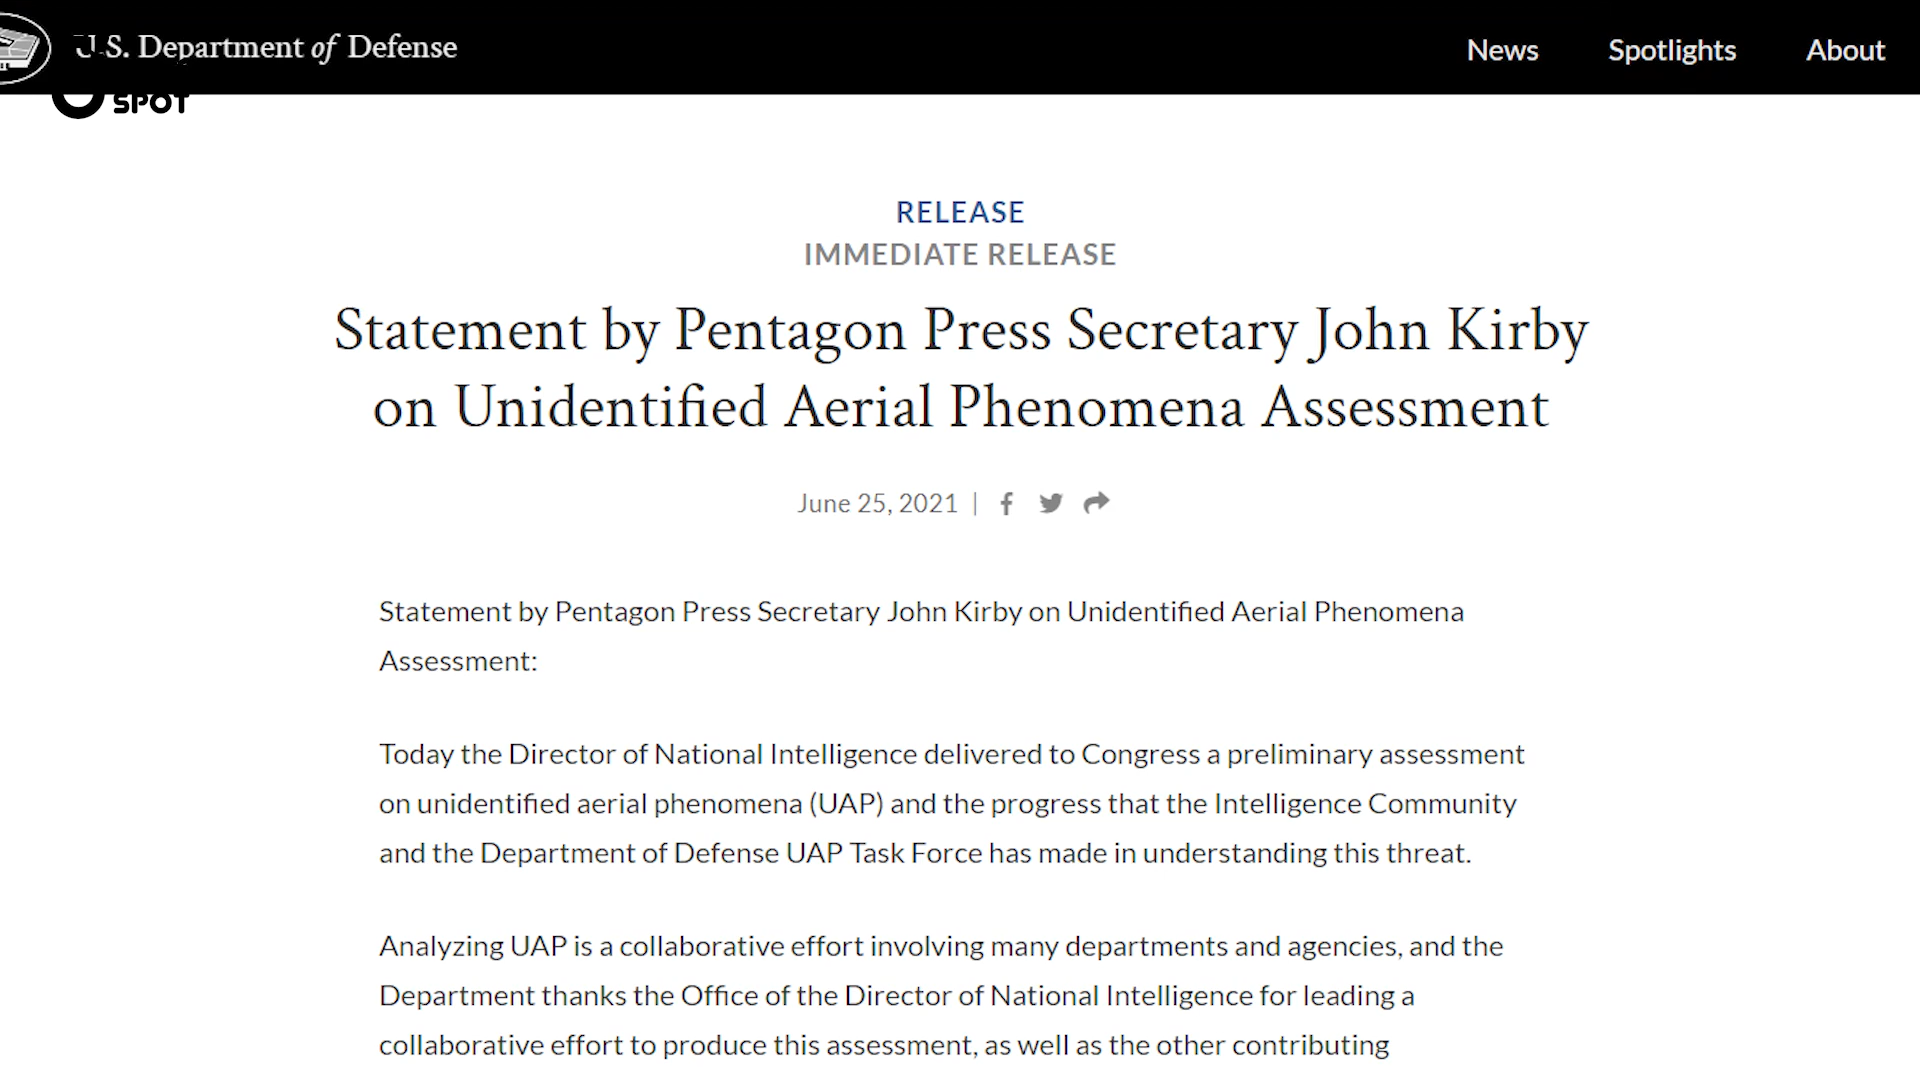 U.S. Department of Defense
News
Spotlights
About
SPOT
RELEASE
IMMEDIATE RELEASE
Statement by Pentagon Press Secretary John Kirby
on Unidentified Aerial Phenomena Assessment
June 25, 2021 |
Statement by Pentagon Press Secretary John Kirby on Unidentified Aerial Phenomena
Assessment:
Today the Director of National Intelligence delivered to Congress a preliminary assessment
on unidentified aerial phenomena (UAP) and the progress that the Intelligence Community
and the Department of Defense UAP Task Force has made in understanding this threat.
Analyzing UAP is a collaborative effort involving many departments and agencies, and the
Department thanks the Office of the Director of National Intelligence for leading a
collaborative effort to produce this assessment, as well as the other contributing